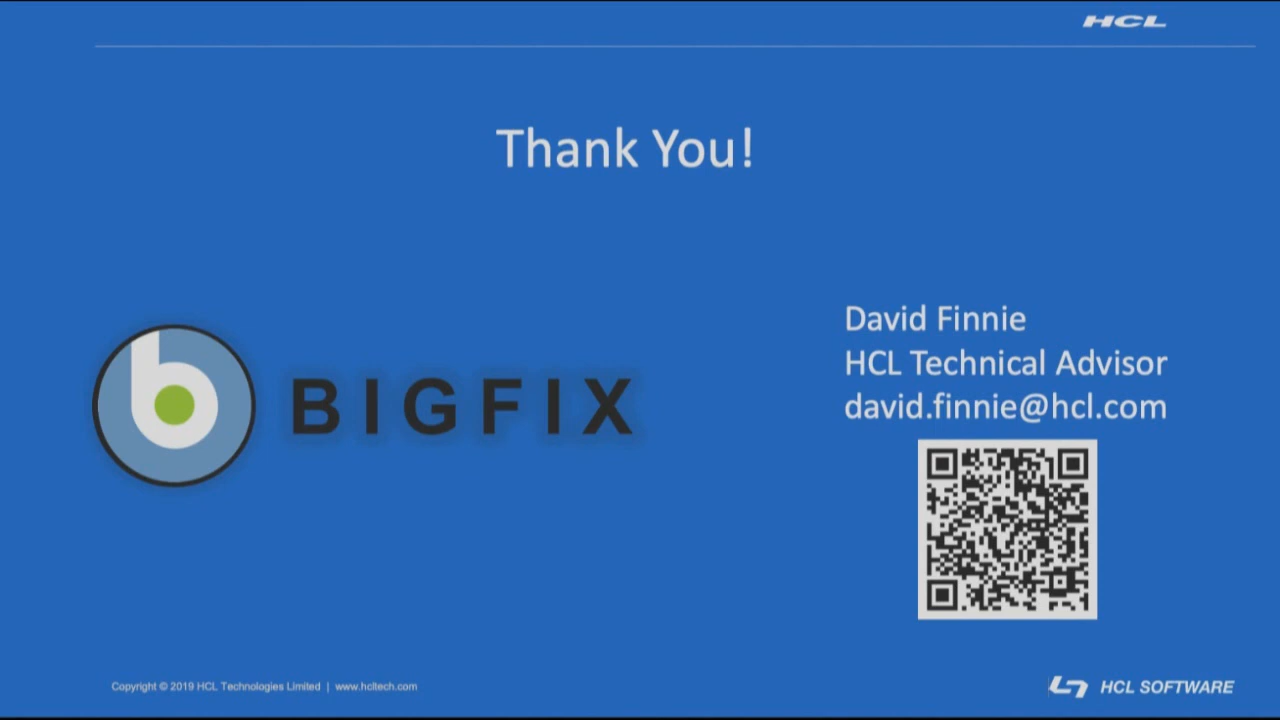 HCL
Thank You!
David Finnie
HCL Technical Advisor
david.finnie@hcl.com
BIGFIX
Copyright © 2019 HCL Technologies Limited | www.hcltech.com
HCL SOFTWARE